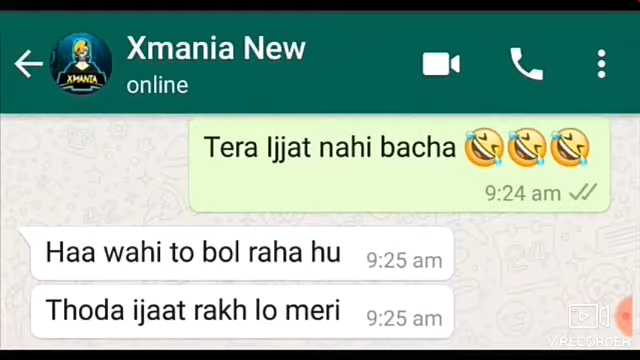 Xmania New
online
XMANIA
Tera Ijjat nahi bacha 🤣🤣🤣
9:24 am
Haa wahi to bol raha hu 9:25 am
Thoda ijaat rakh lo meri 9:25 am
V.RECORDER